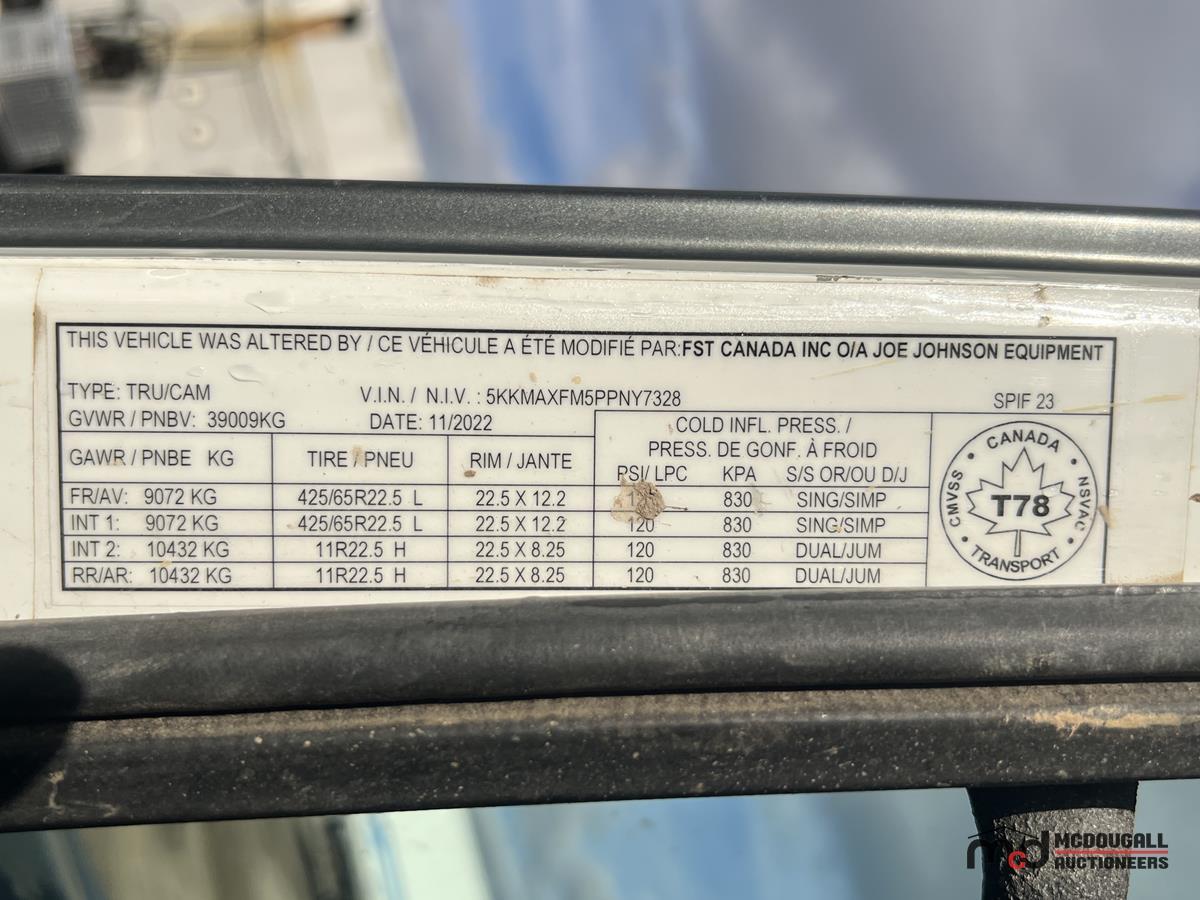 THIS VEHICLE WAS ALTERED BY / CE VÉHICULE A ÉTÉ MODIFIÉ PAR:FST CANADA INC O/A JOE JOHNSON EQUIPMENT
TYPE: TRU/CAM V.I.N. / N.I.V. : 5KKMAXFM5PPNY7328 SPIF 23
GVWR / PNBV: 39009KG DATE: 11/2022
COLD INFL. PRESS. /
PRESS. DE GONF. À FROID
GAWR / PNBE KG TIRE / PNEU RIM / JANTE PSI/ LPC KPA S/S OR/OU D/J
FR/AV: 9072 KG 425/65R22.5 L 22.5 X 12.2 830 SING/SIMP
INT 1: 9072 KG 425/65R22.5 L 22.5 X 12.2 120 830 SING/SIMP
INT 2: 10432 KG 11R22.5 H 22.5 X 8.25 120 830 DUAL/JUM
RR/AR: 10432 KG 11R22.5 H 22.5 X 8.25 120 830 DUAL/JUM
CANADA
CMVSS T78 NSVAC
TRANSPORT
mcd MCDOUGALL
AUCTIONEERS